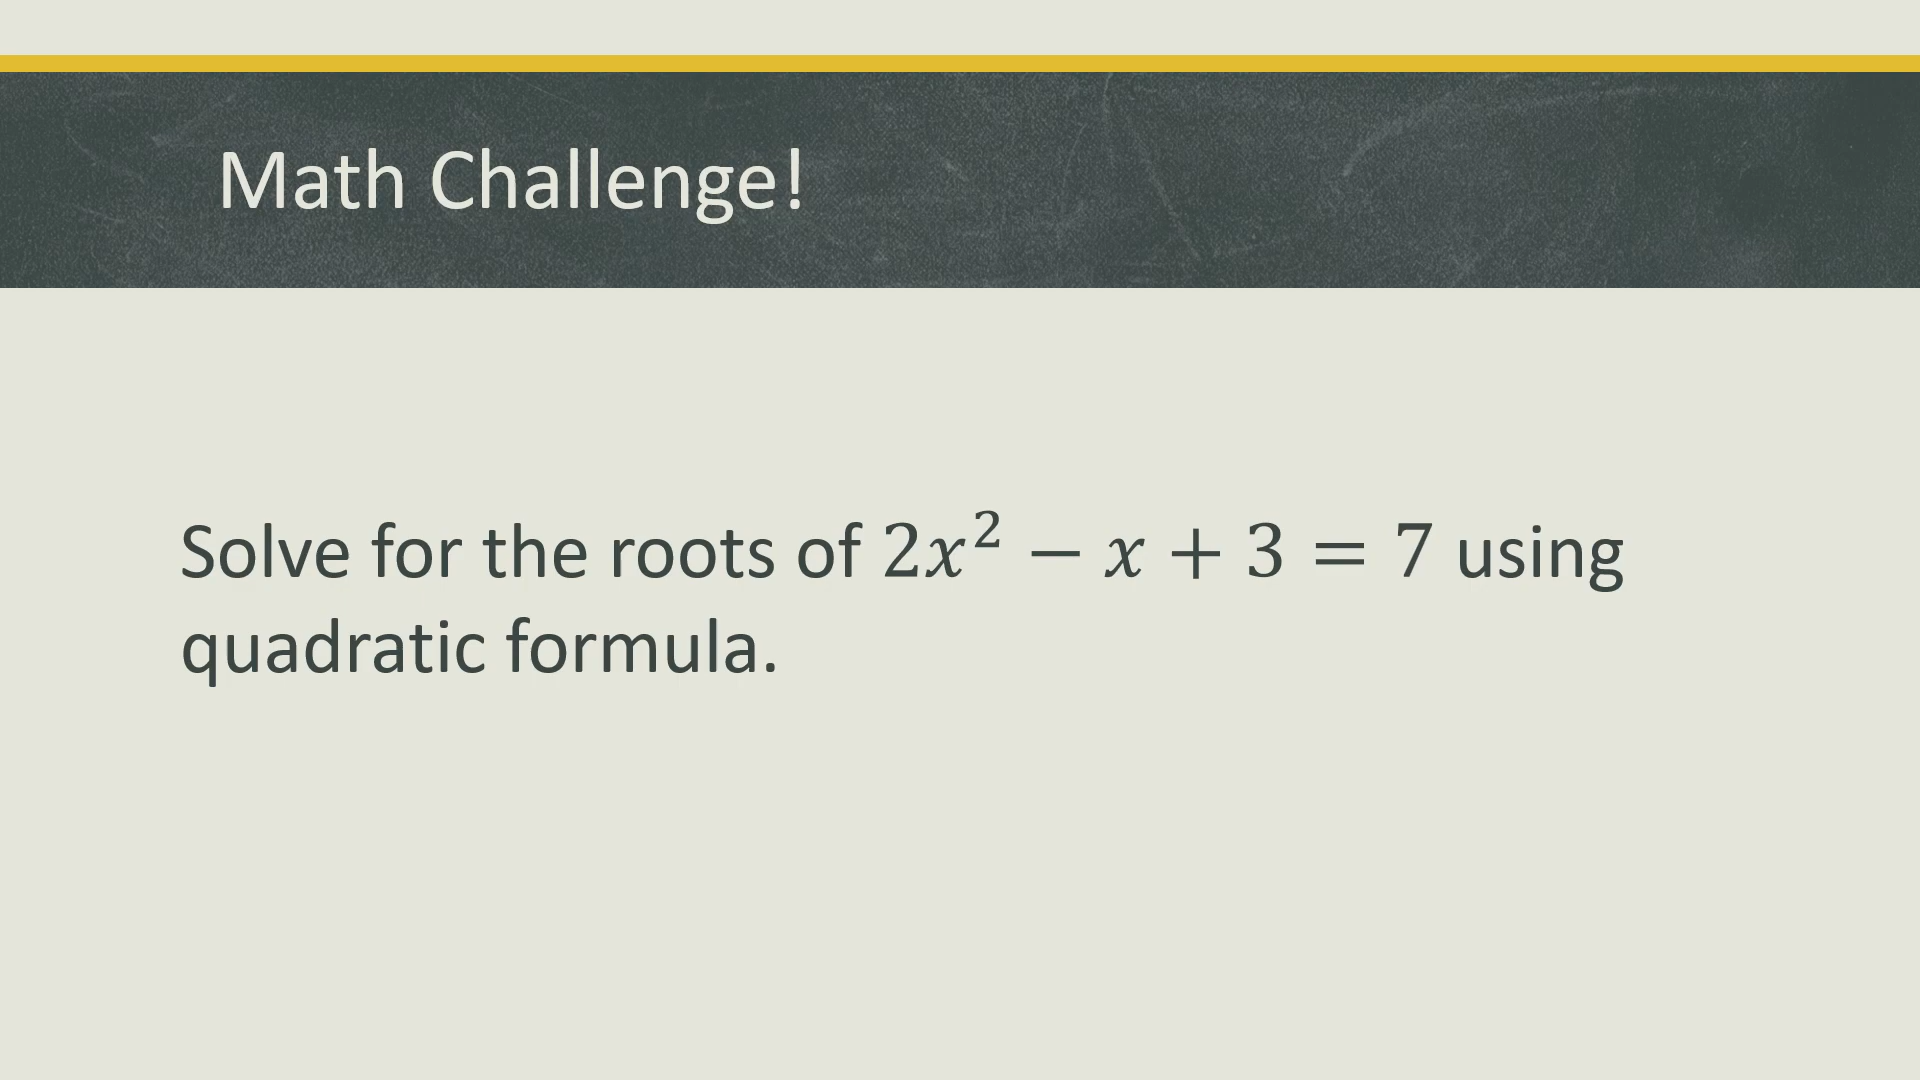 Math Challenge!
Solve for the roots of 2x² − x + 3 = 7 using
quadratic formula.